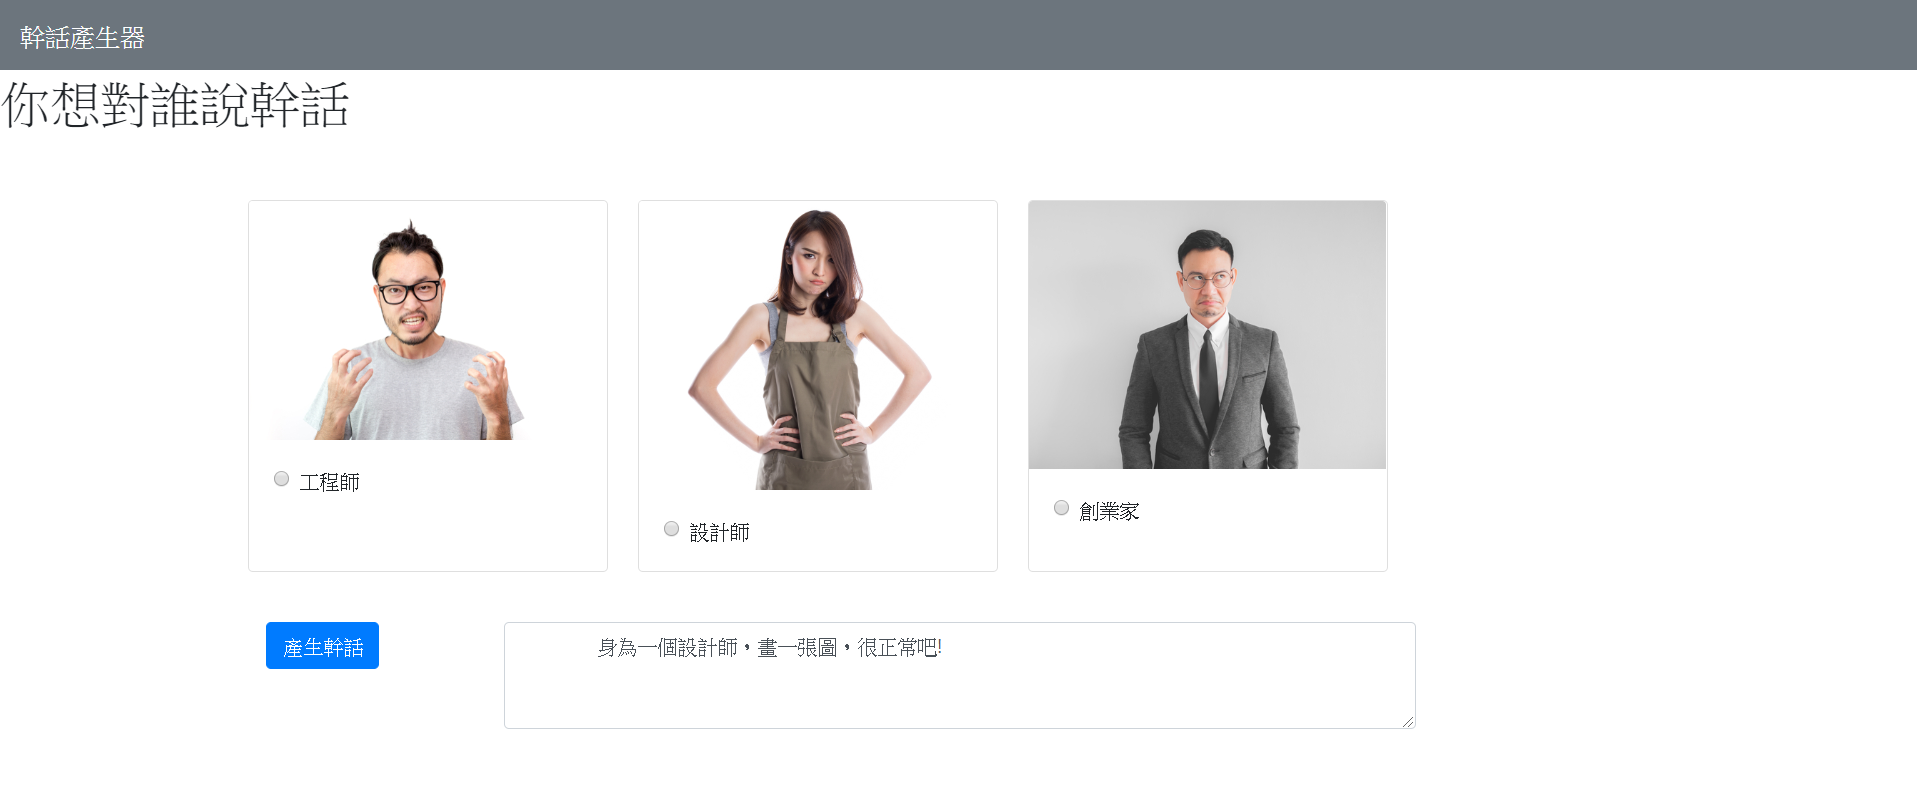 幹話產生器
你想對誰說幹話
工程師
設計師
創業家
產生幹話
身為一個設計師，畫一張圖，很正常吧!